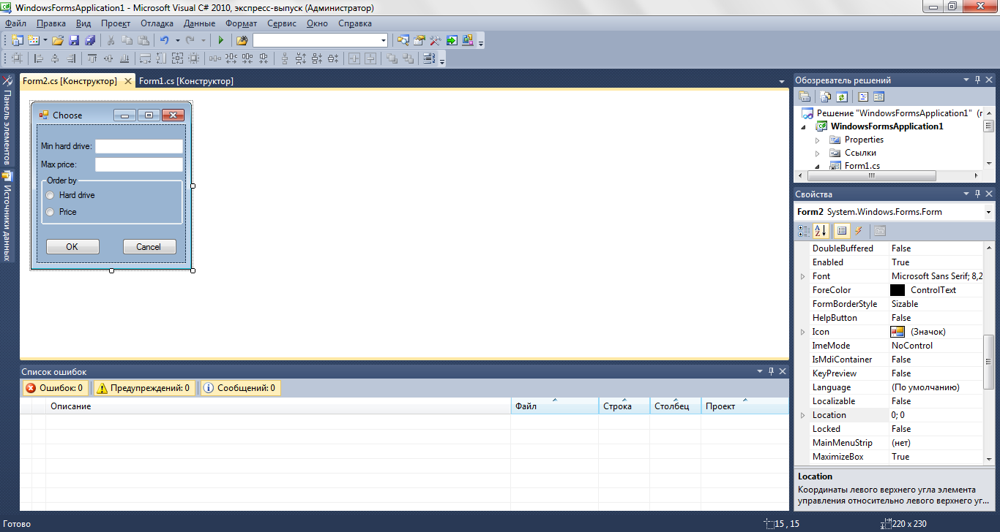 WindowsFormsApplication1 - Microsoft Visual C# 2010, экспресс-выпуск (Администратор)
Файл Правка Вид Проект Отладка Данные Формат Сервис Окно Справка
Form2.cs [Конструктор] Form1.cs [Конструктор]
Панель элементов
Источники данных
Choose
Min hard drive:
Max price:
Order by
Hard drive
Price
OK Cancel
Обозреватель решений
Решение "WindowsFormsApplication1"
WindowsFormsApplication1
Properties
Ссылки
Form1.cs
Свойства
Form2 System.Windows.Forms.Form
DoubleBuffered False
Enabled True
Font Microsoft Sans Serif; 8,2
ForeColor ControlText
FormBorderStyle Sizable
HelpButton False
Icon (Значок)
ImeMode NoControl
IsMdiContainer False
KeyPreview False
Language (По умолчанию)
Localizable False
Location 0; 0
Locked False
MainMenuStrip (нет)
MaximizeBox True
Location
Координаты левого верхнего угла элемента
управления относительно левого верхнего уг...
Список ошибок
Ошибок: 0 Предупреждений: 0 Сообщений: 0
Описание Файл Строка Столбец Проект
Готово 15 , 15 220 x 230